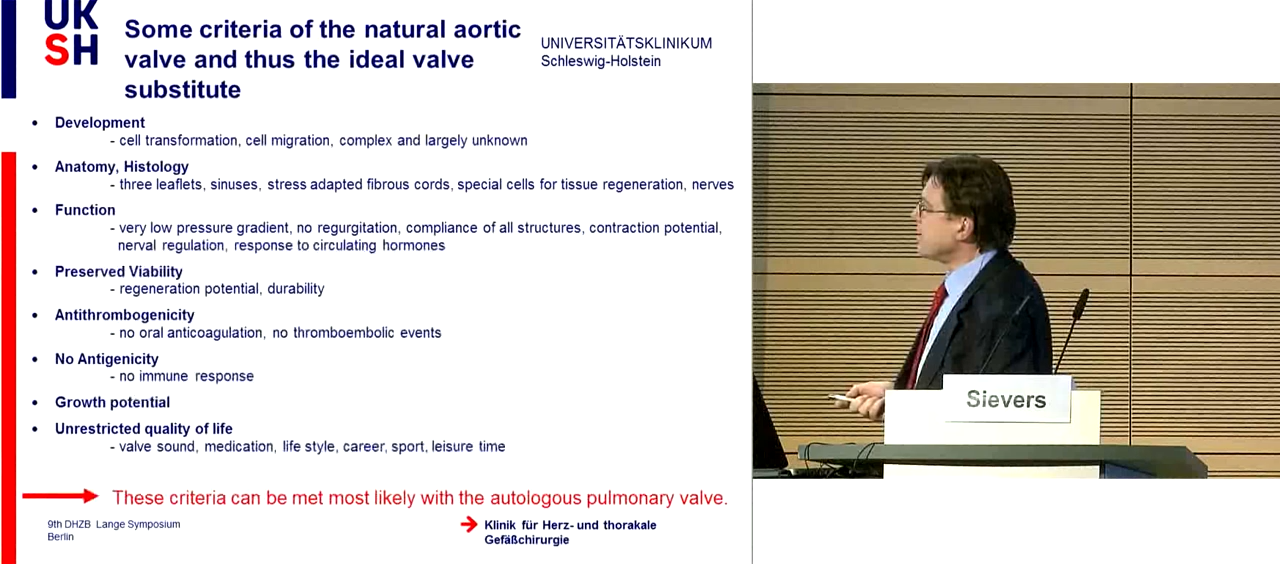 UK
SH
Some criteria of the natural aortic
valve and thus the ideal valve
substitute
UNIVERSITÄTSKLINIKUM
Schleswig-Holstein
• Development
- cell transformation, cell migration, complex and largely unknown
• Anatomy, Histology
- three leaflets, sinuses, stress adapted fibrous cords, special cells for tissue regeneration, nerves
• Function
- very low pressure gradient, no regurgitation, compliance of all structures, contraction potential,
nerval regulation, response to circulating hormones
• Preserved Viability
- regeneration potential, durability
• Antithrombogenicity
- no oral anticoagulation, no thromboembolic events
• No Antigenicity
- no immune response
• Growth potential
• Unrestricted quality of life
- valve sound, medication, life style, career, sport, leisure time
These criteria can be met most likely with the autologous pulmonary valve.
9th DHZB Lange Symposium
Berlin
Klinik für Herz- und thorakale
Gefäßchirurgie
Sievers